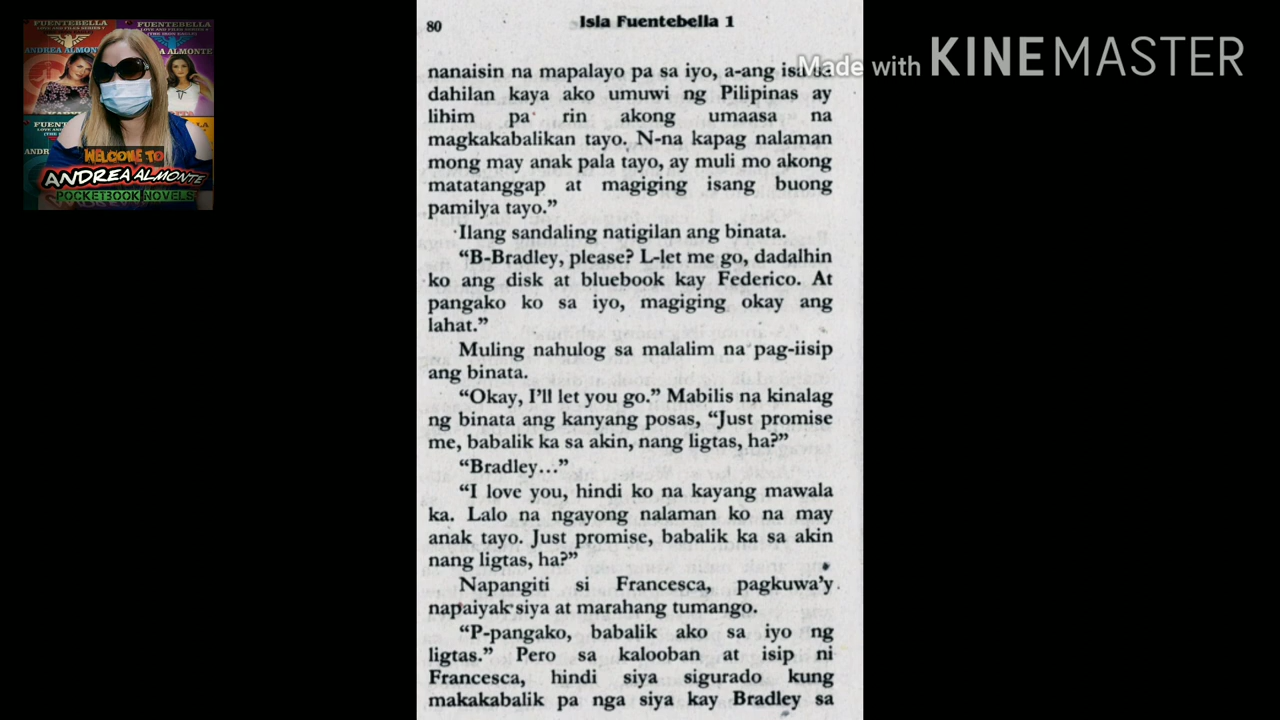 FUENTEBELLA
FUENTEBELLA
ANDREA ALMONTE
ALMONTE
WELCOME TO
ANDREA ALMONTE
POCKETBOOK NOVELS
Made with KINEMASTER
80
Isla Fuentebella 1
nanaisin na mapalayo pa sa iyo, a-ang isa sa
dahilan kaya ako umuwi ng Pilipinas ay
lihim pa rin akong umaasa na
magkakabalikan tayo. N-na kapag nalaman
mong may anak pala tayo, ay muli mo akong
matatanggap at magiging isang buong
pamilya tayo.”
Ilang sandaling natigilan ang binata.
“B-Bradley, please? L-let me go, dadalhin
ko ang disk at bluebook kay Federico. At
pangako ko sa iyo, magiging okay ang
lahat.”
Muling nahulog sa malalim na pag-iisip
ang binata.
“Okay, I’ll let you go.” Mabilis na kinalag
ng binata ang kanyang posas, “Just promise
me, babalik ka sa akin, nang ligtas, ha?”
“Bradley…”
“I love you, hindi ko na kayang mawala
ka. Lalo na ngayong nalaman ko na may
anak tayo. Just promise, babalik ka sa akin
nang ligtas, ha?”
Napangiti si Francesca, pagkuwa’y
napaiyak siya at marahang tumango.
“P-pangako, babalik ako sa iyo ng
ligtas.” Pero sa kalooban at isip ni
Francesca, hindi siya sigurado kung
makakabalik pa nga siya kay Bradley sa